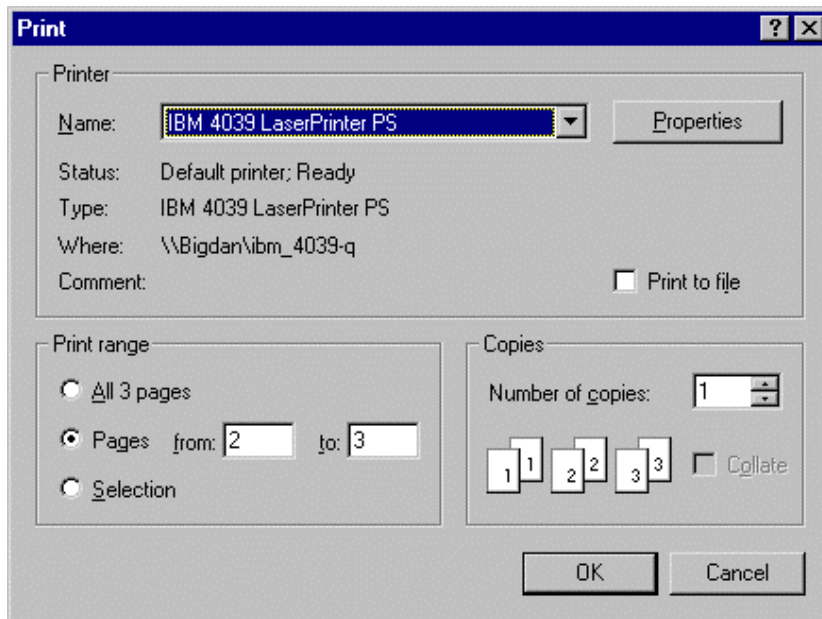 Print
Printer
Name: IBM 4039 LaserPrinter PS Properties
Status: Default printer; Ready
Type: IBM 4039 LaserPrinter PS
Where: \\Bigdan\ibm_4039-q
Comment: Print to file
Print range
All 3 pages
Pages from: 2 to: 3
Selection
Copies
Number of copies: 1
1 1 2 2 3 3 Collate
OK Cancel